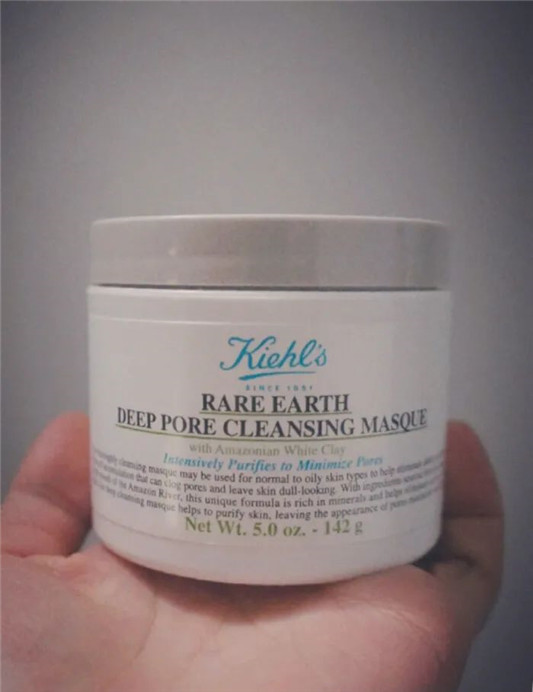 Kiehl's
SINCE 1851
RARE EARTH
DEEP PORE CLEANSING MASQUE
with Amazonian White Clay
Intensively Purifies to Minimize Pores
cleansing masque may be used for normal to oily skin types to help
that can clog pores and leave skin dull-looking. With ingredients
of the Amazon River, this unique formula is rich in minerals and helps
cleansing masque helps to purify skin, leaving the appearance of pores
Net Wt. 5.0 oz. - 142 g